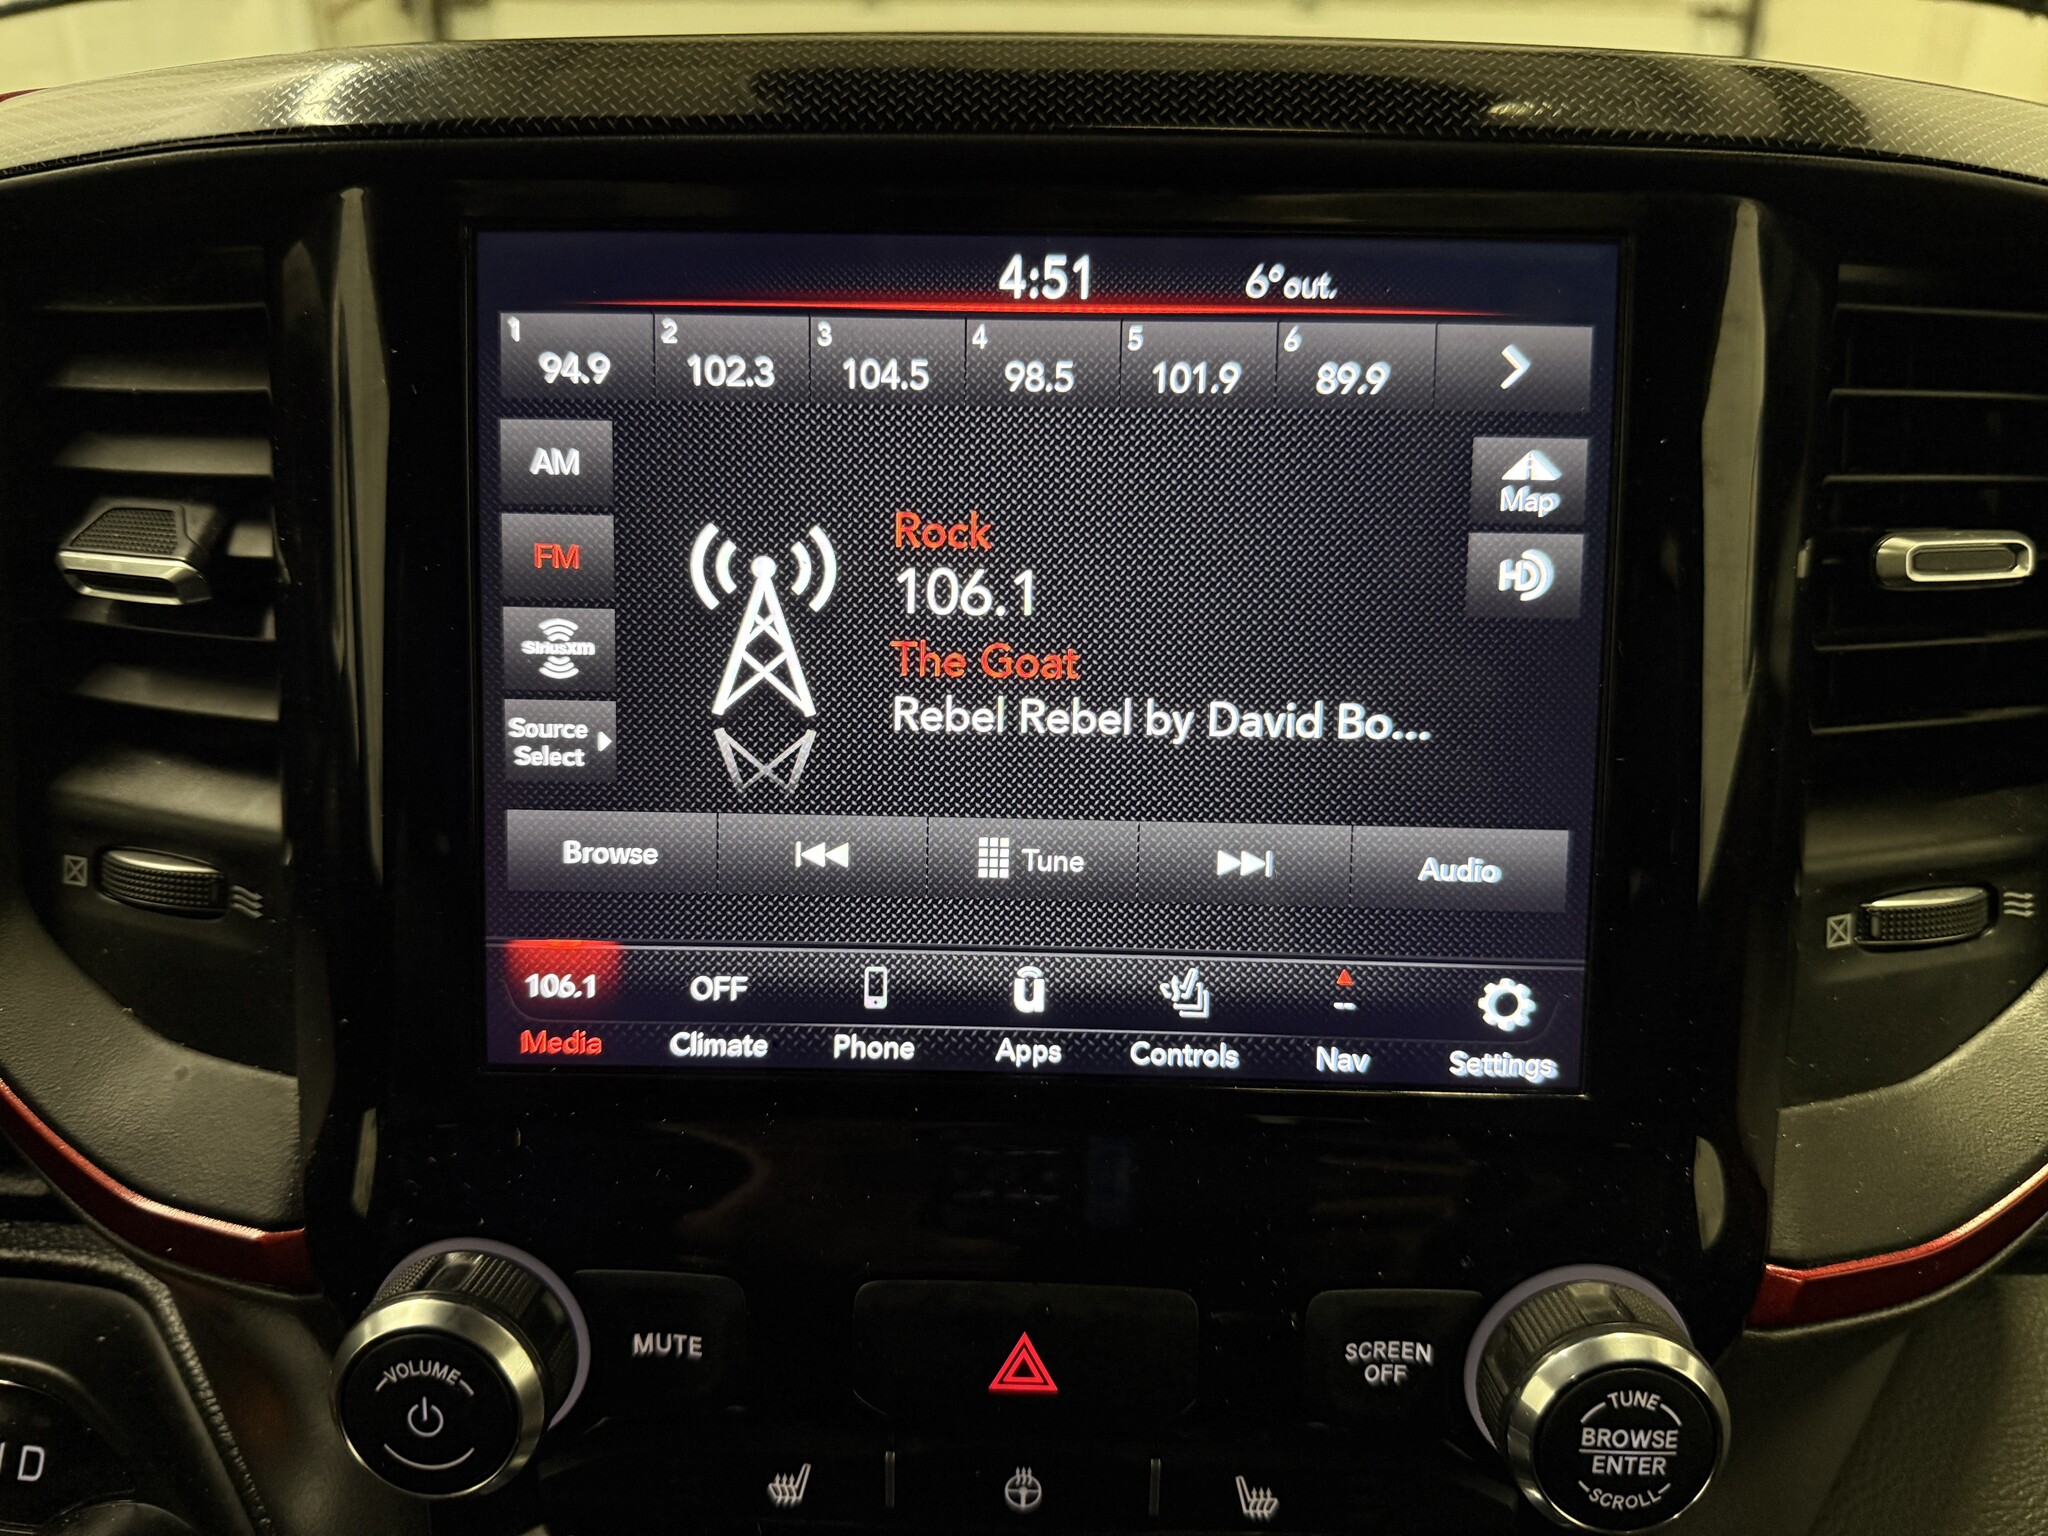 4:51 6° out.
1 94.9 2 102.3 3 104.5 4 98.5 5 101.9 6 89.9
AM
Map
Rock
FM
HD
106.1
SiriusXM
The Goat
Rebel Rebel by David Bo...
Source
Select
Browse Tune Audio
106.1 OFF u --
Media Climate Phone Apps Controls Nav Settings
MUTE
SCREEN
OFF
VOLUME
TUNE
BROWSE
ENTER
SCROLL
D